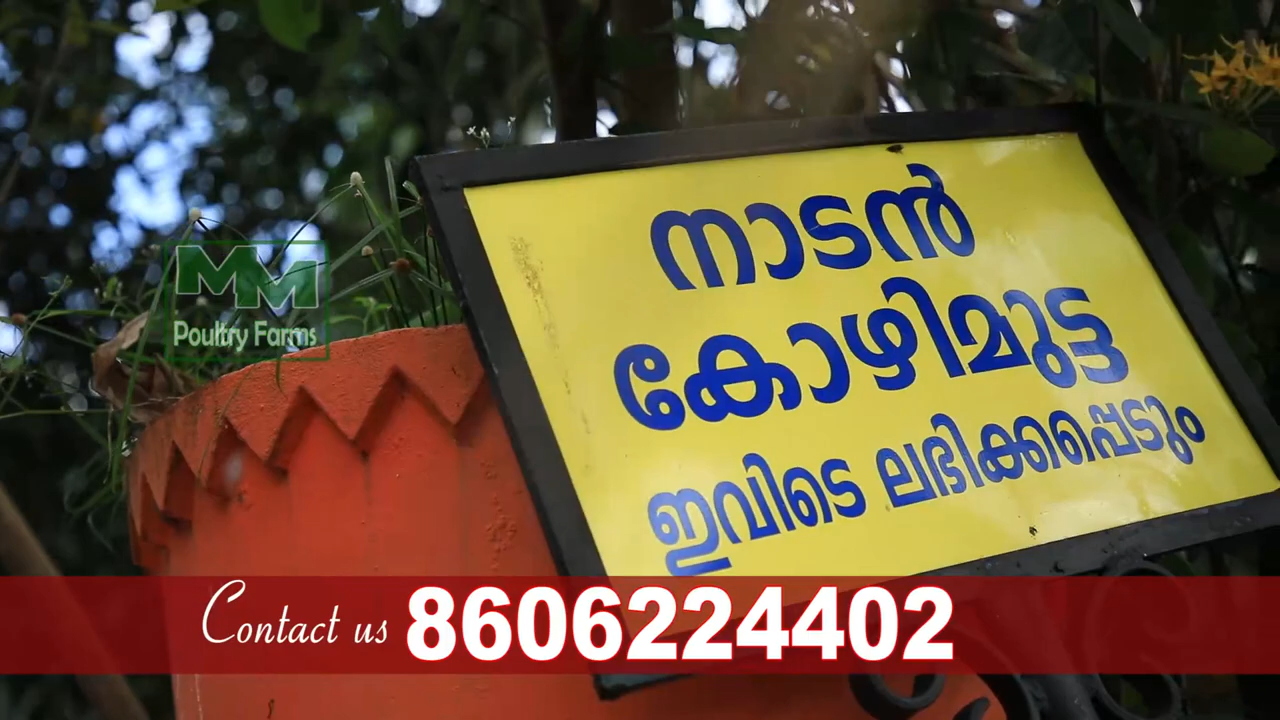 നാടൻ
കോഴിമുട്ട
ഇവിടെ ലഭിക്കപ്പെടും
MM
Poultry Farms
Contact us 8606224402